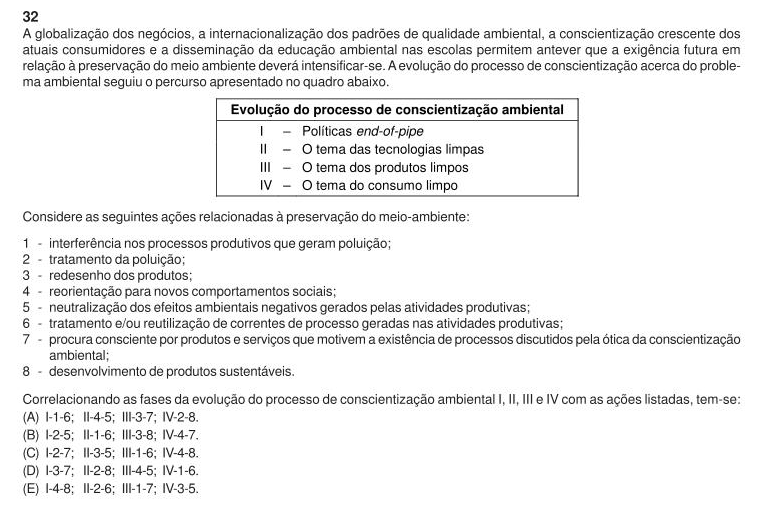 32
A globalização dos negócios, a internacionalização dos padrões de qualidade ambiental, a conscientização crescente dos
atuais consumidores e a disseminação da educação ambiental nas escolas permitem antever que a exigência futura em
relação à preservação do meio ambiente deverá intensificar-se. A evolução do processo de conscientização acerca do proble-
ma ambiental seguiu o percurso apresentado no quadro abaixo.
Evolução do processo de conscientização ambiental
I – Políticas end-of-pipe
II – O tema das tecnologias limpas
III – O tema dos produtos limpos
IV – O tema do consumo limpo
Considere as seguintes ações relacionadas à preservação do meio-ambiente:
1 - interferência nos processos produtivos que geram poluição;
2 - tratamento da poluição;
3 - redesenho dos produtos;
4 - reorientação para novos comportamentos sociais;
5 - neutralização dos efeitos ambientais negativos gerados pelas atividades produtivas;
6 - tratamento e/ou reutilização de correntes de processo geradas nas atividades produtivas;
7 - procura consciente por produtos e serviços que motivem a existência de processos discutidos pela ótica da conscientização
ambiental;
8 - desenvolvimento de produtos sustentáveis.
Correlacionando as fases da evolução do processo de conscientização ambiental I, II, III e IV com as ações listadas, tem-se:
(A) I-1-6; II-4-5; III-3-7; IV-2-8.
(B) I-2-5; II-1-6; III-3-8; IV-4-7.
(C) I-2-7; II-3-5; III-1-6; IV-4-8.
(D) I-3-7; II-2-8; III-4-5; IV-1-6.
(E) I-4-8; II-2-6; III-1-7; IV-3-5.